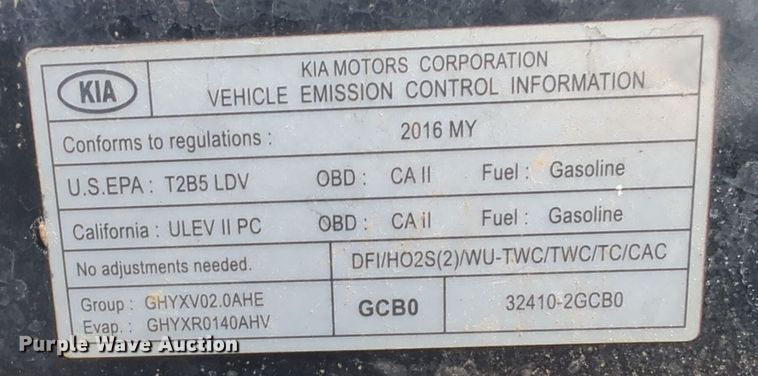 KIA
KIA MOTORS CORPORATION
VEHICLE EMISSION CONTROL INFORMATION
Conforms to regulations : 2016 MY
U.S.EPA : T2B5 LDV OBD : CA II Fuel : Gasoline
California : ULEV II PC OBD : CA II Fuel : Gasoline
No adjustments needed. DFI/HO2S(2)/WU-TWC/TWC/TC/CAC
Group : GHYXV02.0AHE
Evap. : GHYXR0140AHV
GCB0 32410-2GCB0
Purple Wave Auction